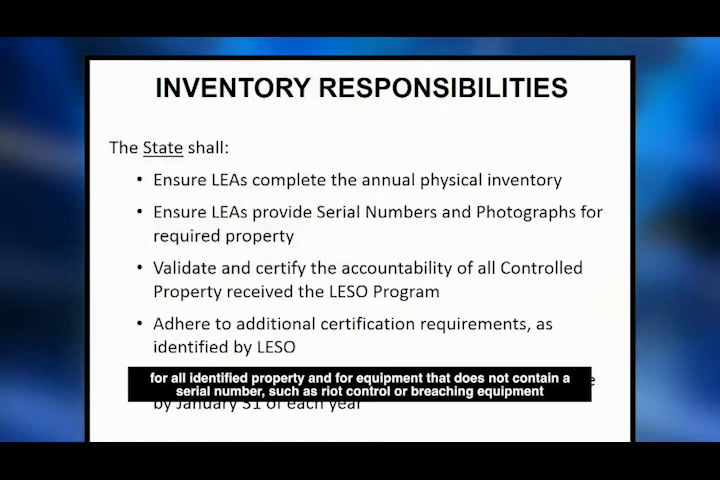 INVENTORY RESPONSIBILITIES
The State shall:
• Ensure LEAs complete the annual physical inventory
• Ensure LEAs provide Serial Numbers and Photographs for
required property
• Validate and certify the accountability of all Controlled
Property received the LESO Program
• Adhere to additional certification requirements, as
identified by LESO
for all identified property and for equipment that does not contain a
serial number, such as riot control or breaching equipment
by January 31 of each year